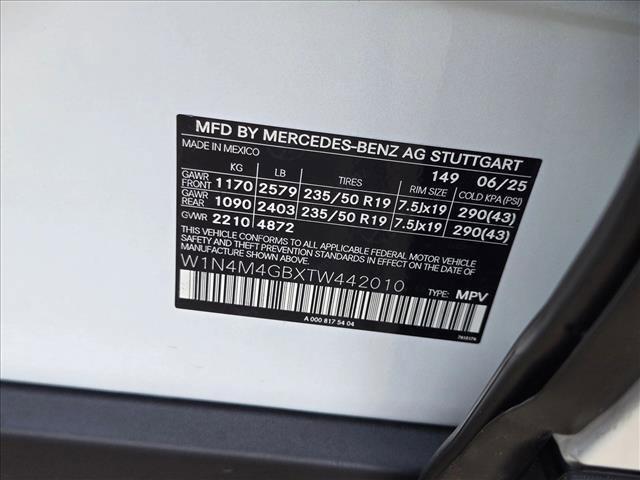 MFD BY MERCEDES-BENZ AG STUTTGART
MADE IN MEXICO 149 06/25
KG LB TIRES RIM SIZE COLD KPA (PSI)
GAWR FRONT 1170 2579 235/50 R19 7.5Jx19 290(43)
GAWR REAR 1090 2403 235/50 R19 7.5Jx19 290(43)
GVWR 2210 4872
THIS VEHICLE CONFORMS TO ALL APPLICABLE FEDERAL MOTOR VEHICLE
SAFETY, BUMPER, AND THEFT PREVENTION STANDARDS IN EFFECT ON THE DATE OF
MANUFACTURE SHOWN ABOVE.
W1N4M4GBXTW442010
TYPE: MPV
A 000 817 54 04